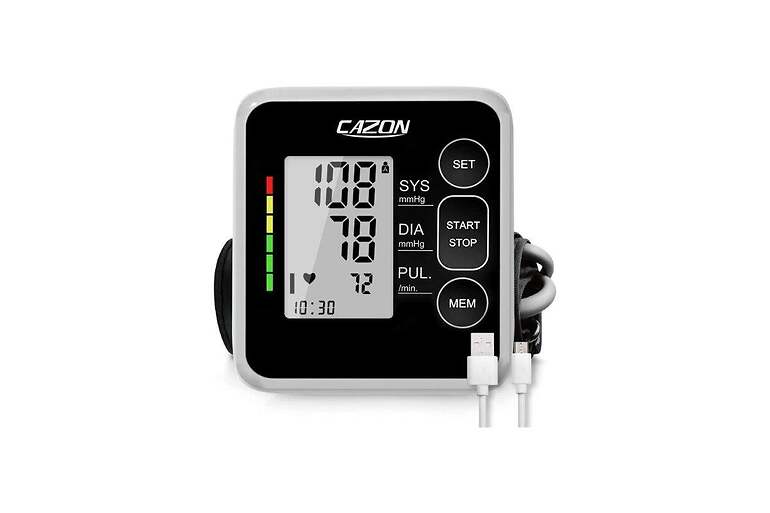 CAZON
108
SYS
mmHg
SET
78
DIA
mmHg
START
STOP
72
PUL.
/min.
MEM
10:30